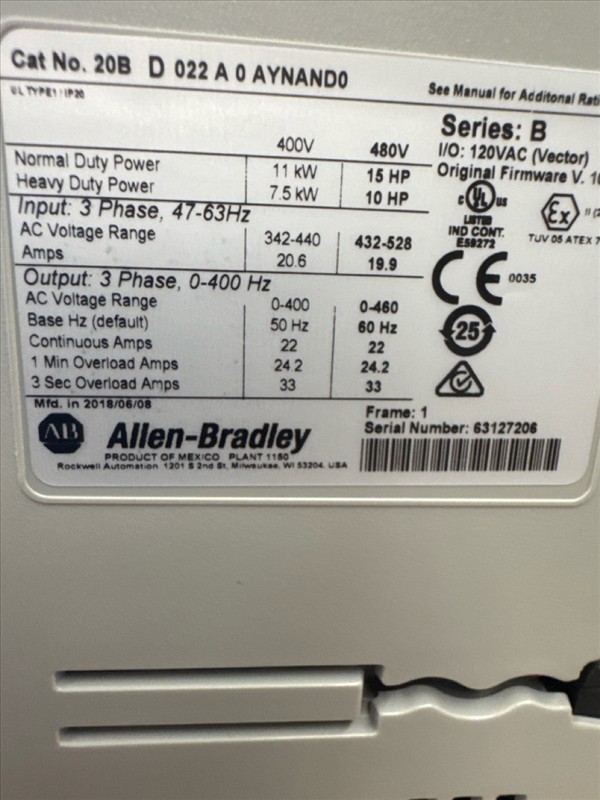 Cat No. 20B D 022 A 0 AYNAND0
UL TYPE1/IP20
See Manual for Additonal
Series: B
I/O: 120VAC (Vector)
Original Firmware V.
400V 480V
Normal Duty Power 11 kW 15 HP
Heavy Duty Power 7.5 kW 10 HP
Input: 3 Phase, 47-63Hz
AC Voltage Range 342-440 432-528
Amps 20.6 19.9
Output: 3 Phase, 0-400 Hz
AC Voltage Range 0-400 0-460
Base Hz (default) 50 Hz 60 Hz
Continuous Amps 22 22
1 Min Overload Amps 24.2 24.2
3 Sec Overload Amps 33 33
c UL us
LISTED
IND CONT.
E59272
Ex
TUV 05 ATEX
CE 0035
25
Mfd. in 2018/06/08
Frame: 1
Serial Number: 63127206
AB Allen-Bradley
PRODUCT OF MEXICO PLANT 1150
Rockwell Automation 1201 S 2nd St, Milwaukee, WI 53204, USA